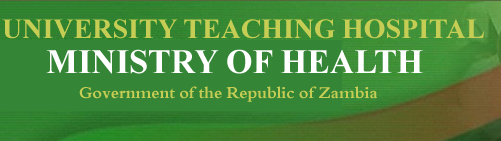 UNIVERSITY TEACHING HOSPITAL
MINISTRY OF HEALTH
Government of the Republic of Zambia